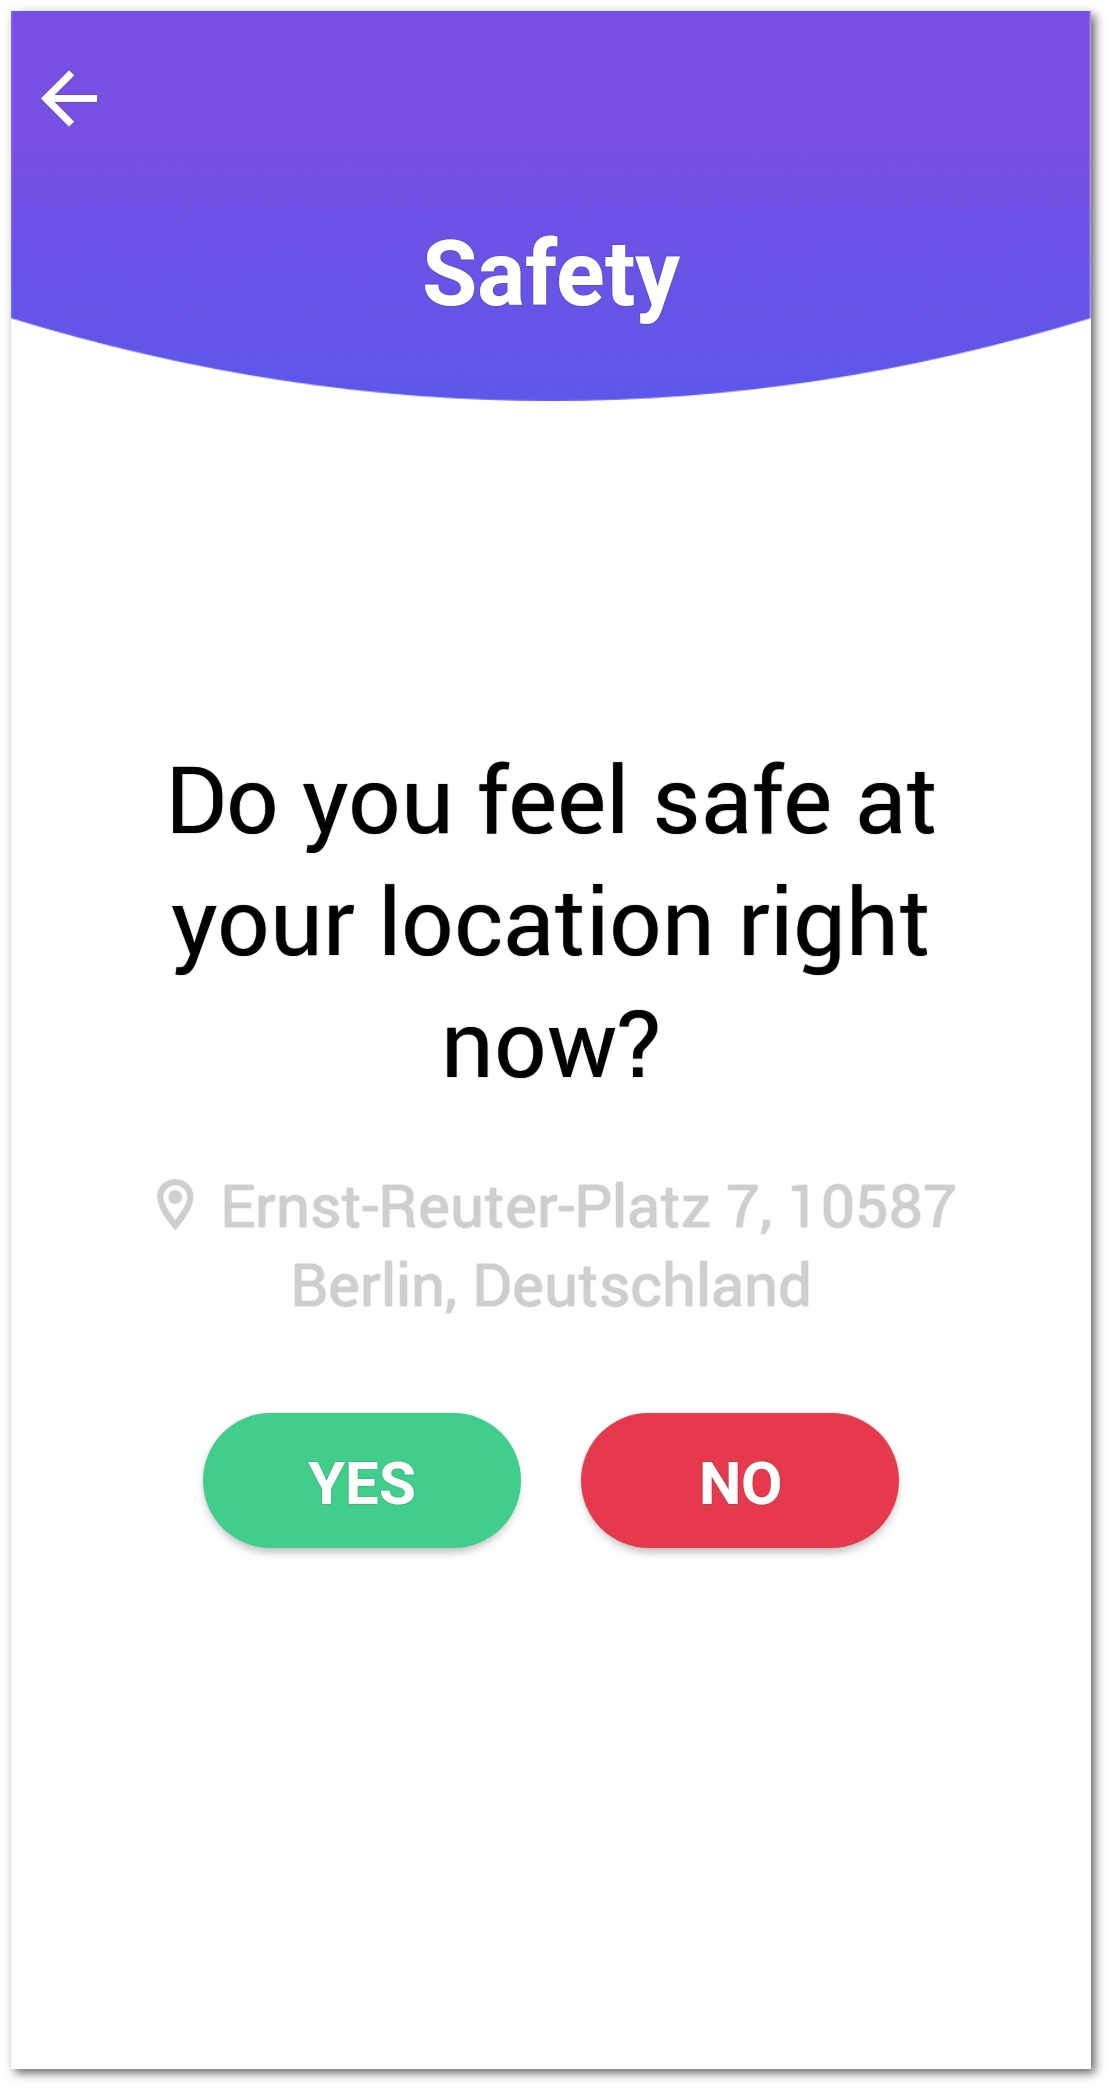 Safety
Do you feel safe at
your location right
now?
Ernst-Reuter-Platz 7, 10587
Berlin, Deutschland
YES
NO